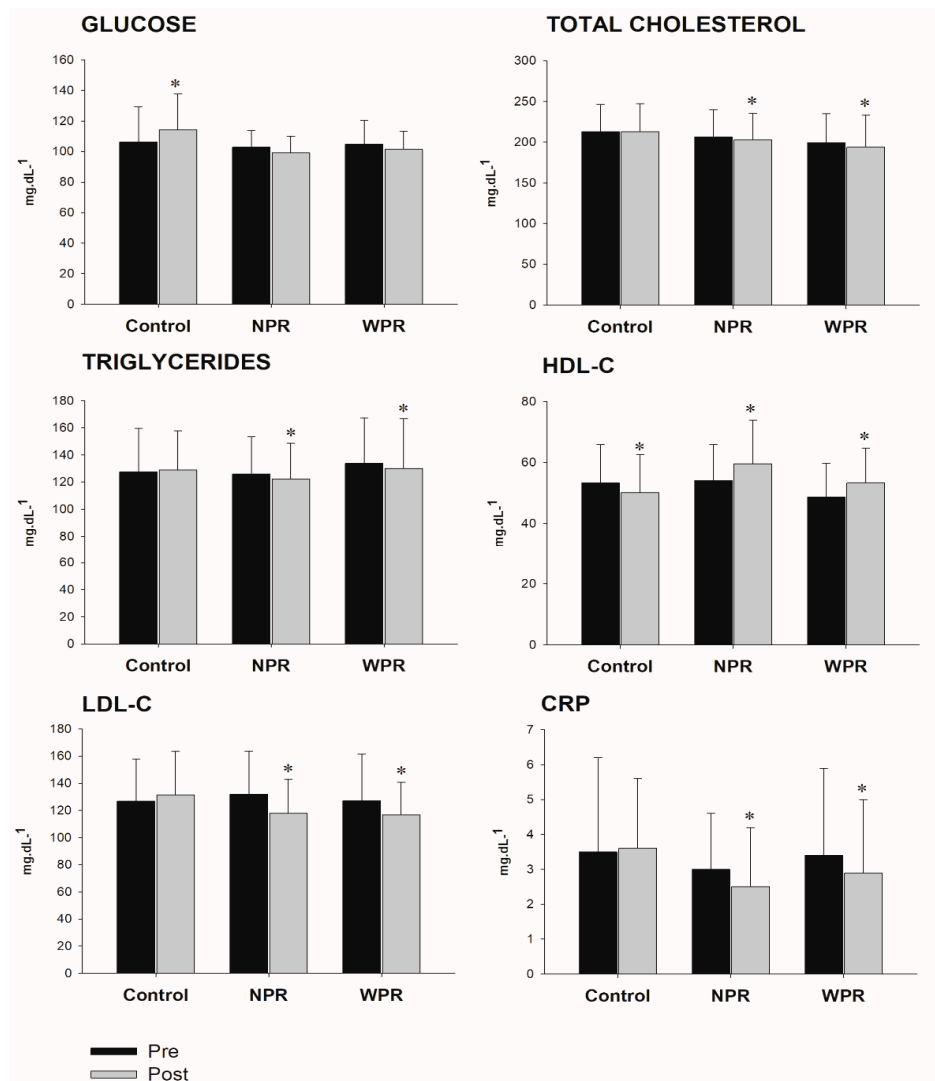 GLUCOSE
160
140
120
100
80
60
40
20
0
mg.dL-1
*
Control NPR WPR
TOTAL CHOLESTEROL
300
250
200
150
100
50
0
mg.dL-1
* *
Control NPR WPR
TRIGLYCERIDES
180
160
140
120
100
80
60
40
20
0
mg.dL-1
* *
Control NPR WPR
HDL-C
80
60
40
20
0
mg.dL-1
* * *
Control NPR WPR
LDL-C
180
160
140
120
100
80
60
40
20
0
mg.dL-1
* *
Control NPR WPR
CRP
7
6
5
4
3
2
1
0
mg.dL-1
* *
Control NPR WPR
Pre
Post